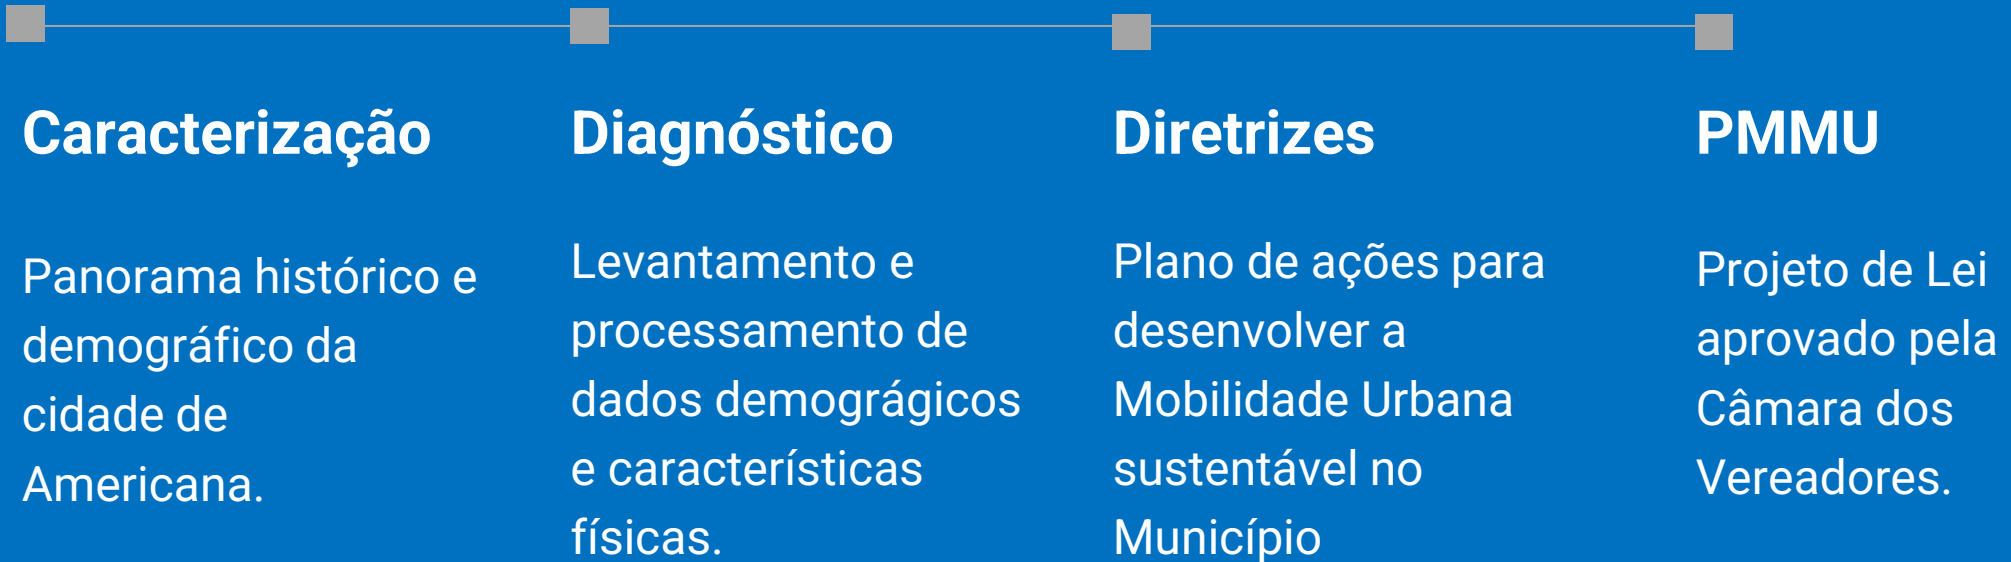 Caracterização
Panorama histórico e
demográfico da
cidade de
Americana.
Diagnóstico
Levantamento e
processamento de
dados demográgicos
e características
físicas.
Diretrizes
Plano de ações para
desenvolver a
Mobilidade Urbana
sustentável no
Município
PMMU
Projeto de Lei
aprovado pela
Câmara dos
Vereadores.